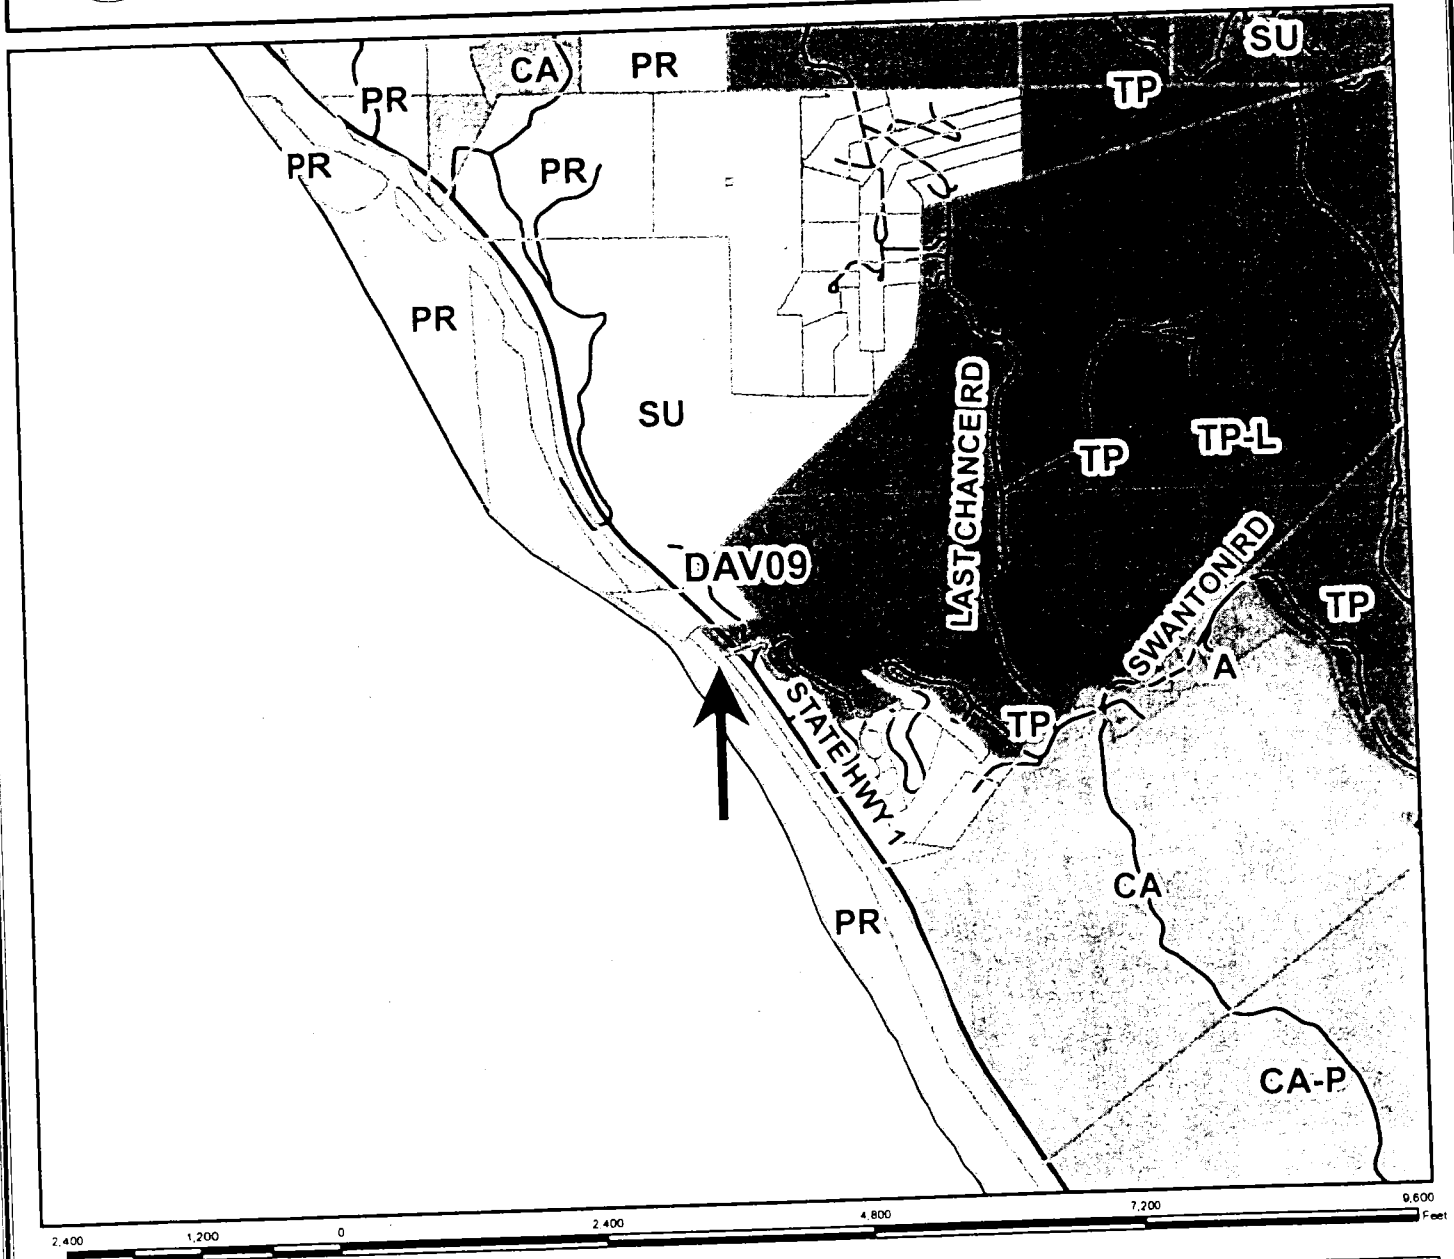 SU
CA
PR
TP
PR
PR
PR
PR
SU
LAST CHANCE RD
TP
TP-L
DAV09
SWANTON RD
TP
A
STATE HWY 1
TP
CA
PR
CA-P
2,400
1,200
0
2,400
4,800
7,200
9,600
Feet